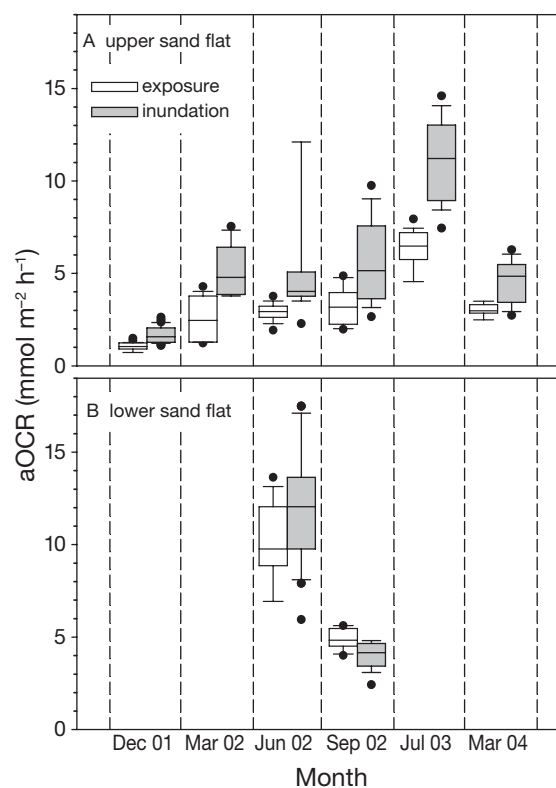 A upper sand flat
exposure
inundation
15
10
5
0
B lower sand flat
15
10
5
0
aOCR (mmol m⁻² h⁻¹)
Dec 01 Mar 02 Jun 02 Sep 02 Jul 03 Mar 04
Month